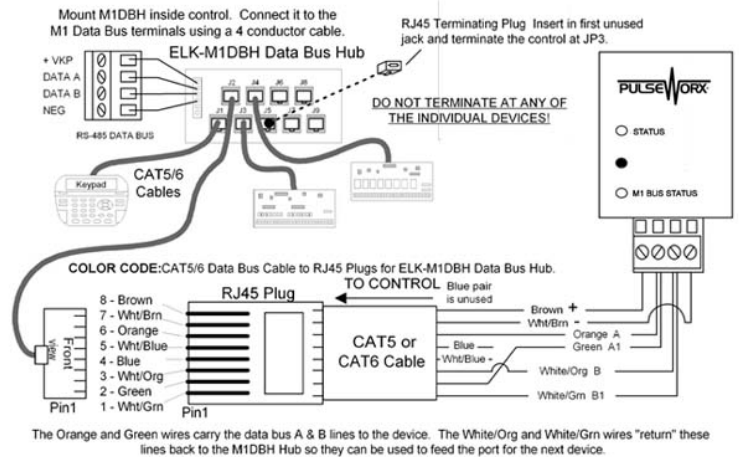 Mount M1DBH inside control. Connect it to the
M1 Data Bus terminals using a 4 conductor cable.
ELK-M1DBH Data Bus Hub
RJ45 Terminating Plug Insert in first unused
jack and terminate the control at JP3.
+ VKP
DATA A
DATA B
NEG
RS-485 DATA BUS
J2
J4
J6
J8
J1
J3
J5
J7
J9
DO NOT TERMINATE AT ANY OF
THE INDIVIDUAL DEVICES!
PULSEWORX
STATUS
M1 BUS STATUS
Keypad
CAT5/6
Cables
COLOR CODE:CAT5/6 Data Bus Cable to RJ45 Plugs for ELK-M1DBH Data Bus Hub.
RJ45 Plug
TO CONTROL
Blue pair
is unused
8 - Brown
7 - Wht/Brn
6 - Orange
5 - Wht/Blue
4 - Blue
3 - Wht/Org
2 - Green
1 - Wht/Grn
Front
view
Pin1
Pin1
CAT5 or
CAT6 Cable
Brown +
Wht/Brn -
Orange A
Green A1
Blue
Wht/Blue
White/Org B
White/Grn B1
The Orange and Green wires carry the data bus A & B lines to the device. The White/Org and White/Grn wires "return" these
lines back to the M1DBH Hub so they can be used to feed the port for the next device.